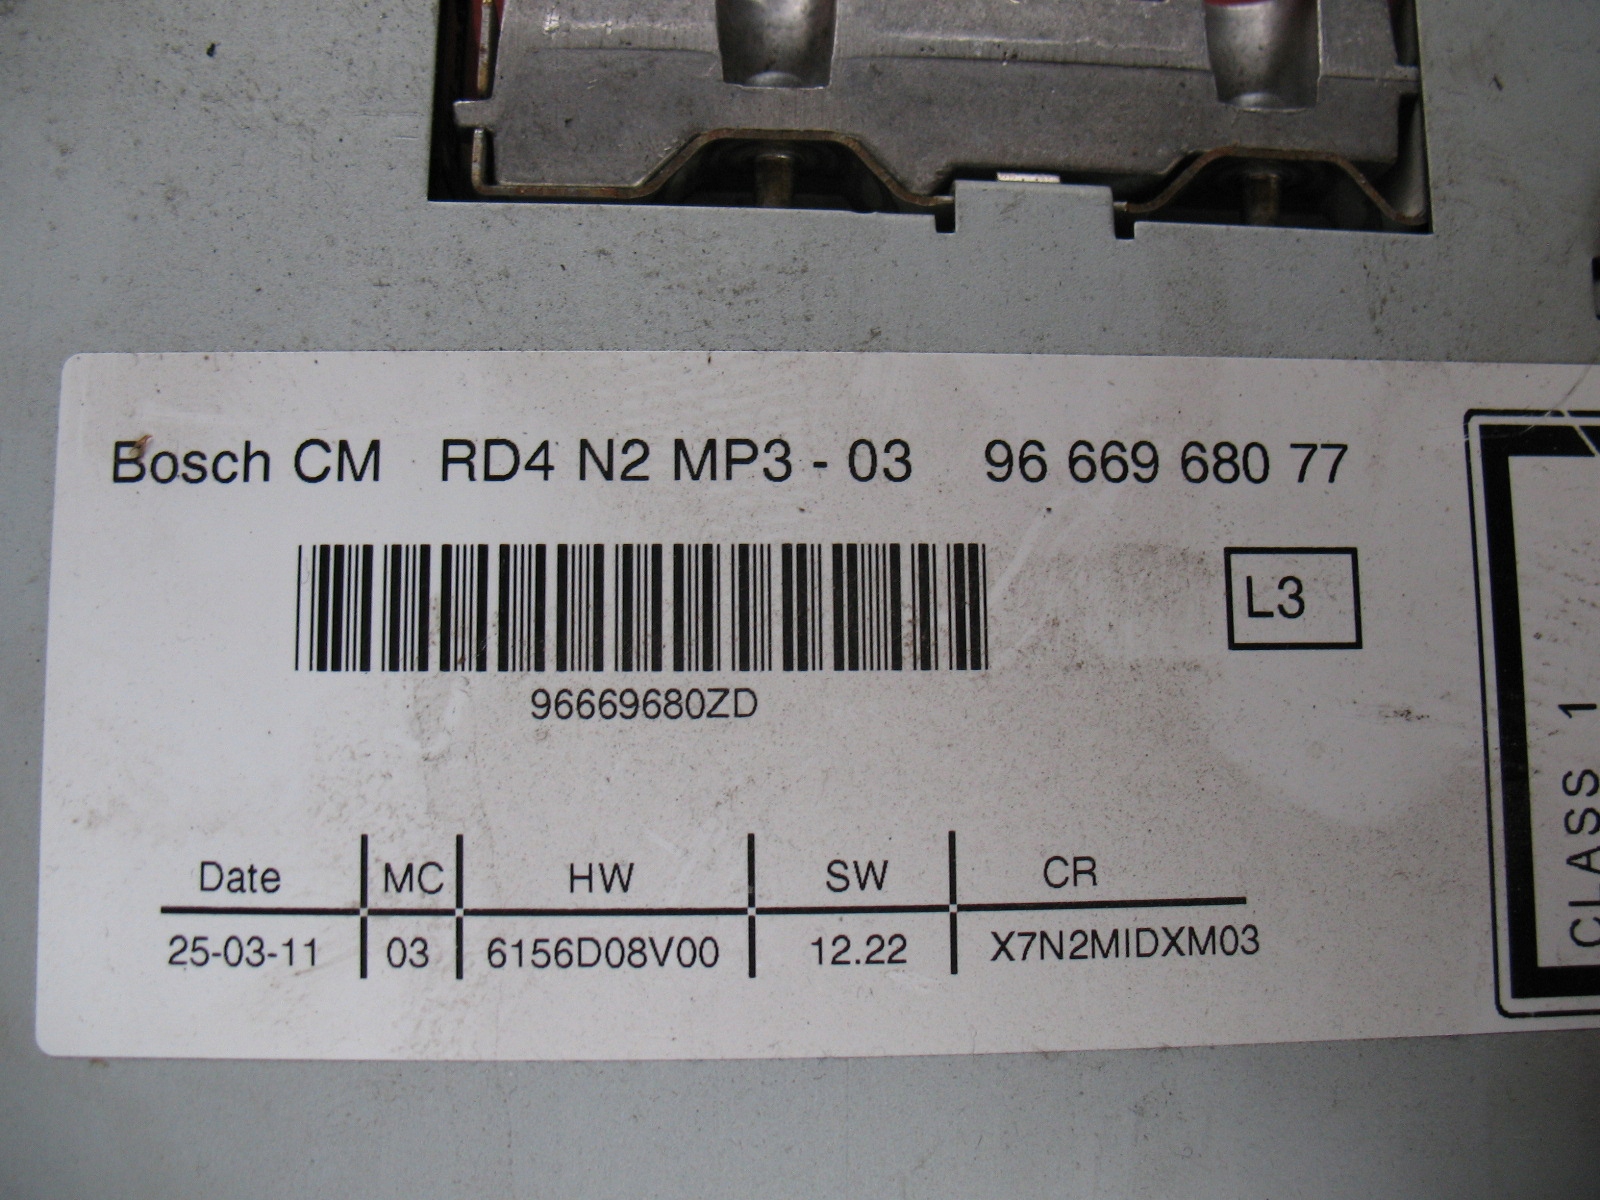 Bosch CM RD4 N2 MP3 - 03 96 669 680 77
L3
96669680ZD
Date MC HW SW CR
25-03-11 03 6156D08V00 12.22 X7N2MIDXM03
CLASS 1